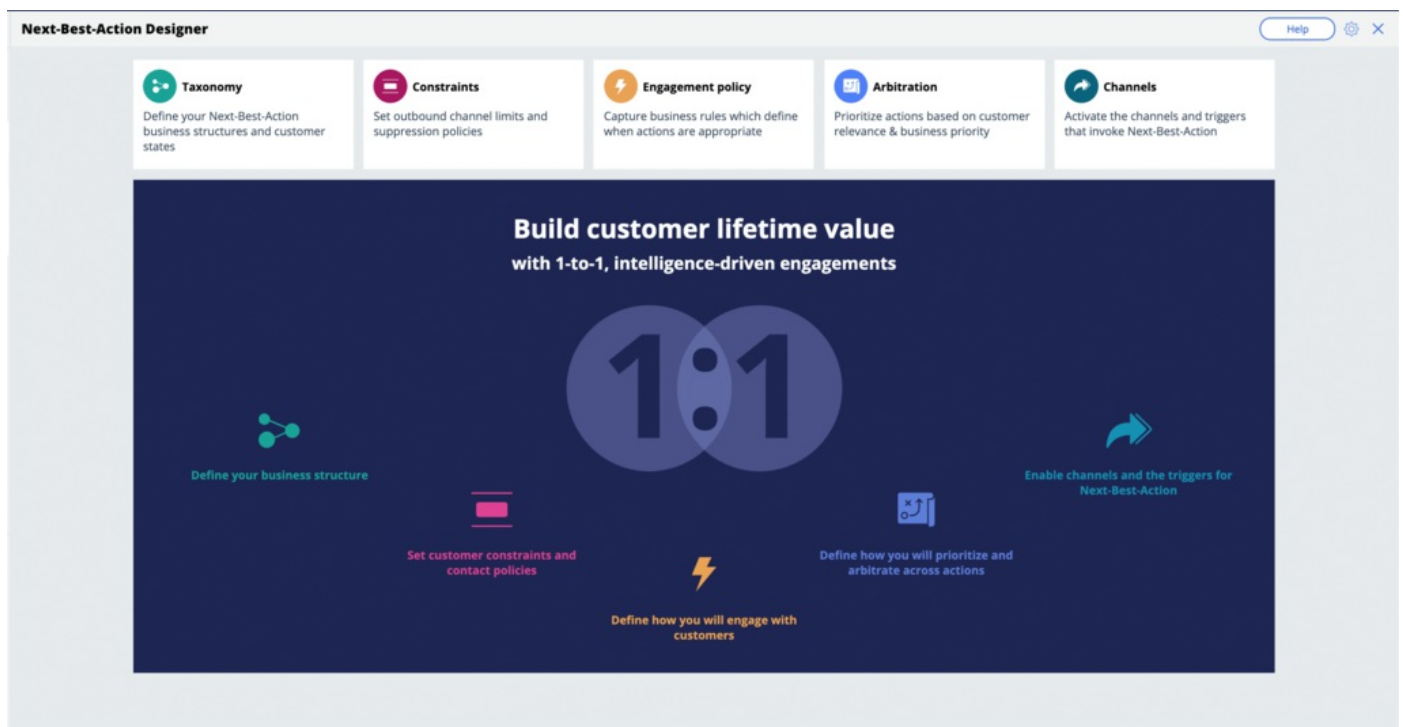 Next-Best-Action Designer
Help
Taxonomy
Define your Next-Best-Action
business structures and customer
states
Constraints
Set outbound channel limits and
suppression policies
Engagement policy
Capture business rules which define
when actions are appropriate
Arbitration
Prioritize actions based on customer
relevance & business priority
Channels
Activate the channels and triggers
that invoke Next-Best-Action
Build customer lifetime value
with 1-to-1, intelligence-driven engagements
1:1
Define your business structure
Set customer constraints and
contact policies
Define how you will engage with
customers
Define how you will prioritize and
arbitrate across actions
Enable channels and the triggers for
Next-Best-Action